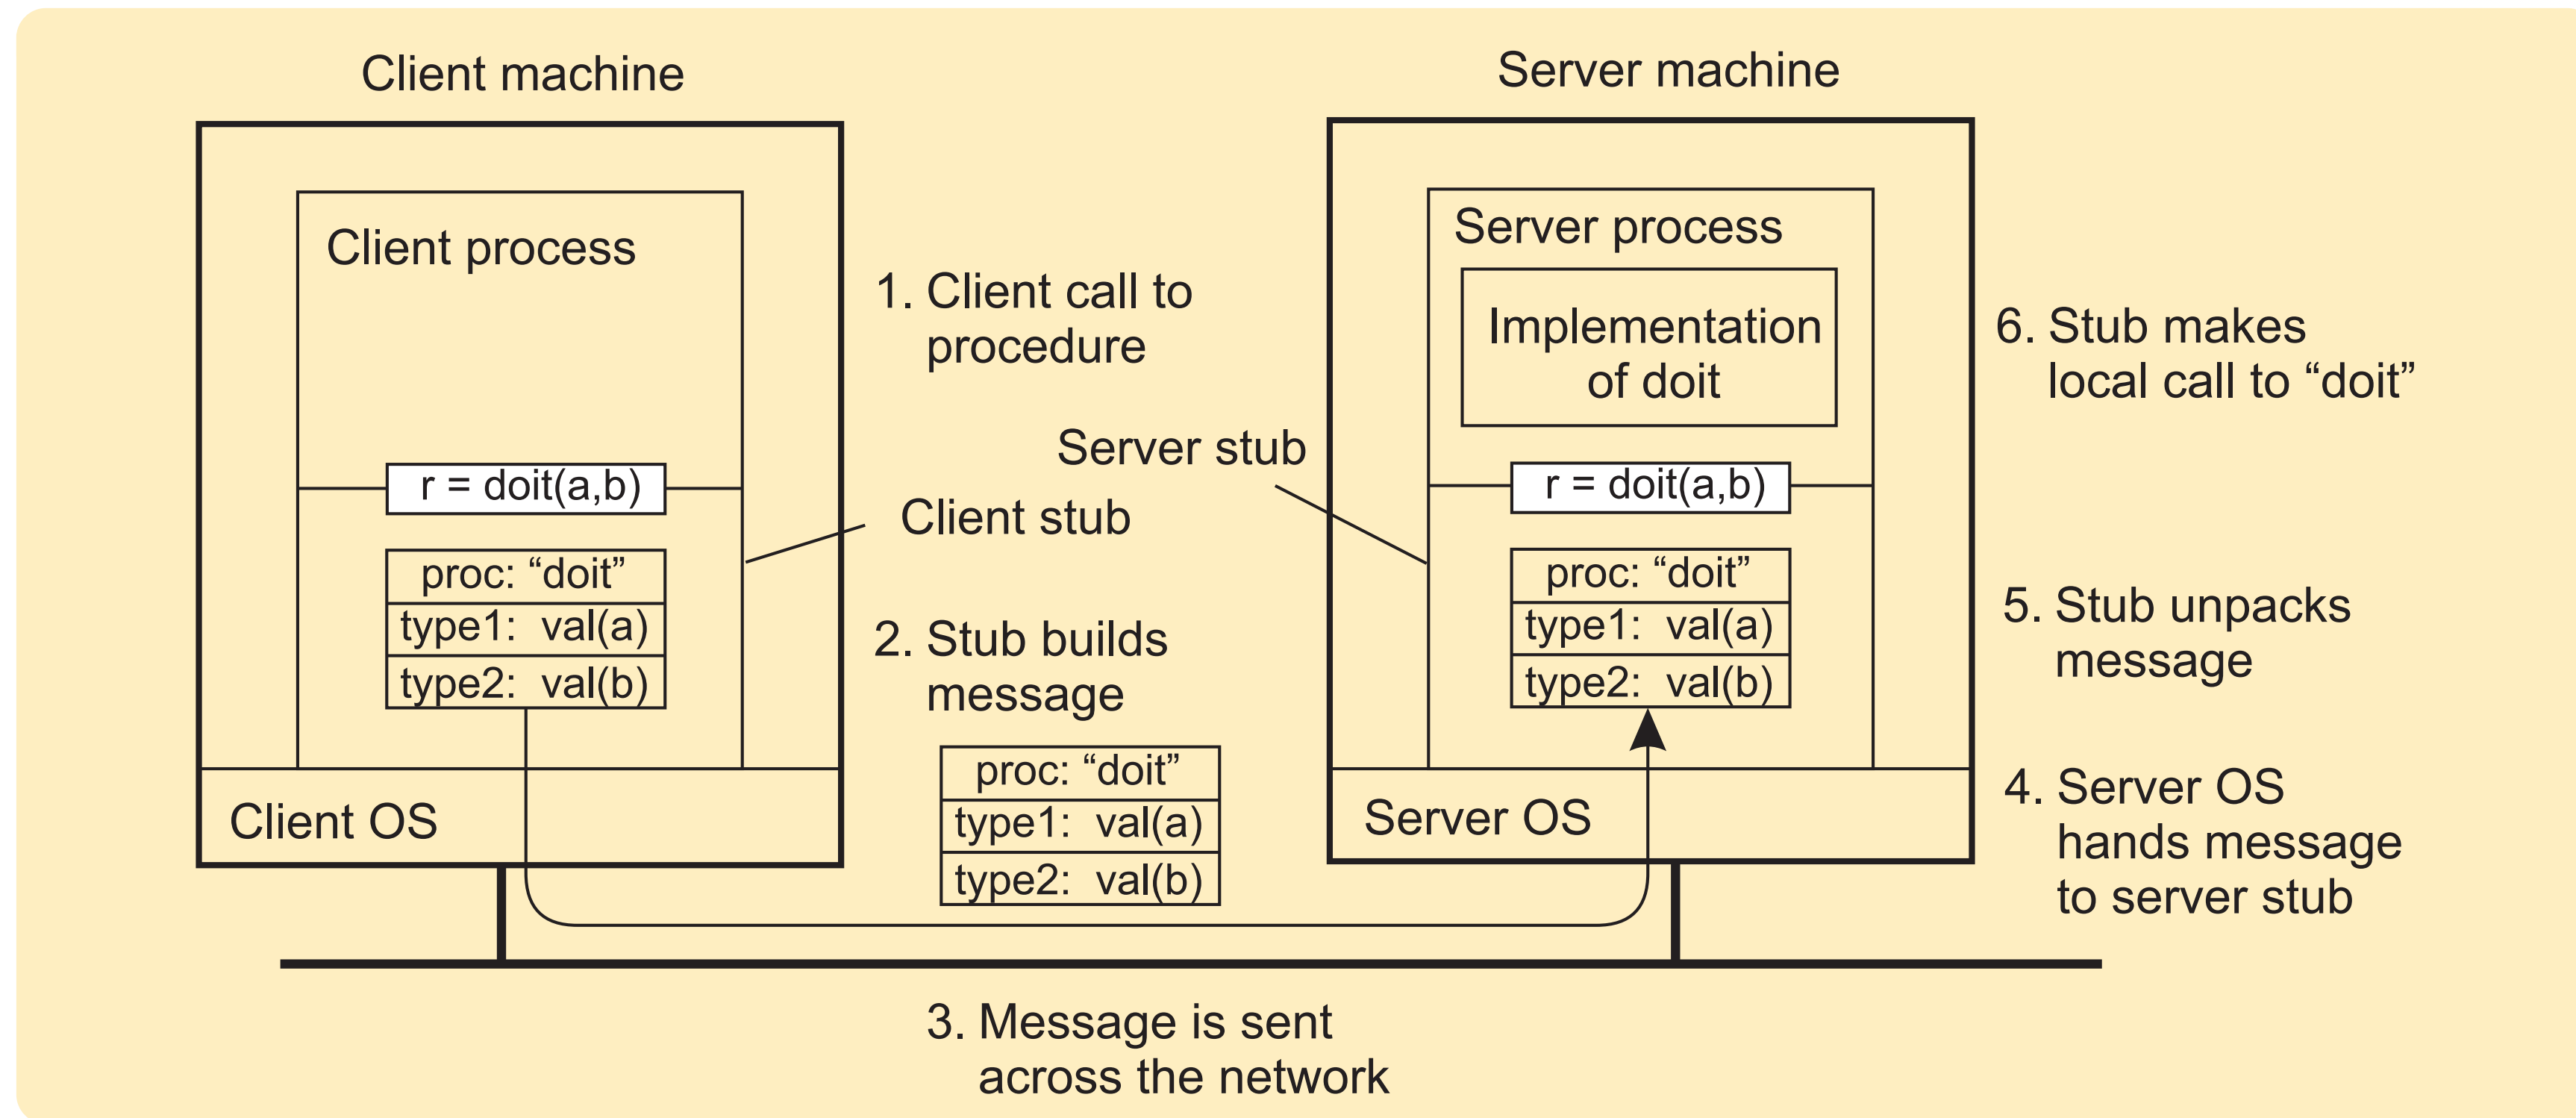 Client machine
Client process
r = doit(a,b)
proc: “doit”
type1: val(a)
type2: val(b)
Client OS
1. Client call to
procedure
Server stub
Client stub
2. Stub builds
message
proc: “doit”
type1: val(a)
type2: val(b)
3. Message is sent
across the network
Server machine
Server process
Implementation
of doit
r = doit(a,b)
proc: “doit”
type1: val(a)
type2: val(b)
Server OS
6. Stub makes
local call to “doit”
5. Stub unpacks
message
4. Server OS
hands message
to server stub